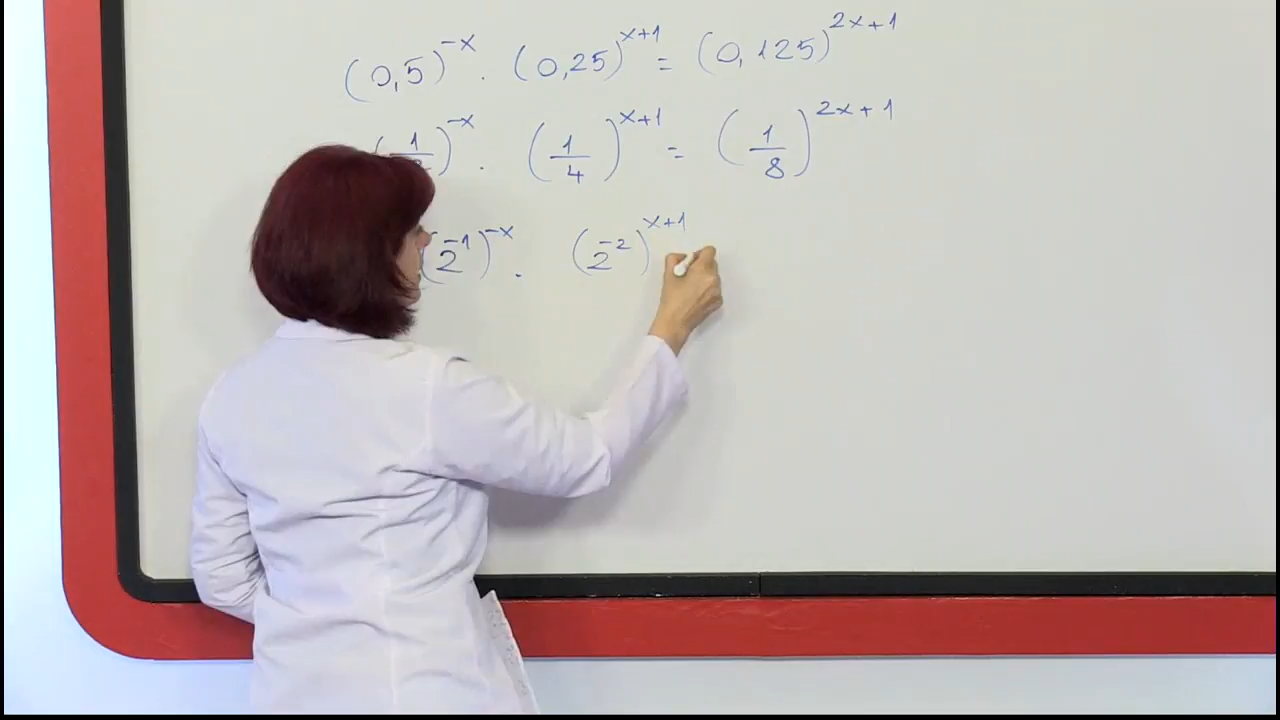 (0,5)^{-x} . (0,25)^{x+1} = (0,125)^{2x+1}
(1/2)^{-x} . (1/4)^{x+1} = (1/8)^{2x+1}
(2^{-1})^{-x} . (2^{-2})^{x+1}